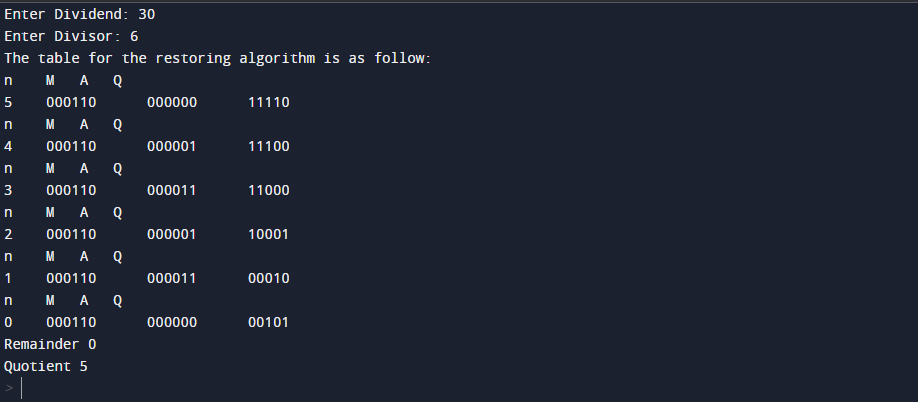 Enter Dividend: 30
Enter Divisor: 6
The table for the restoring algorithm is as follow:
n M A Q
5 000110 000000 11110
n M A Q
4 000110 000001 11100
n M A Q
3 000110 000011 11000
n M A Q
2 000110 000001 10001
n M A Q
1 000110 000011 00010
n M A Q
0 000110 000000 00101
Remainder 0
Quotient 5
>